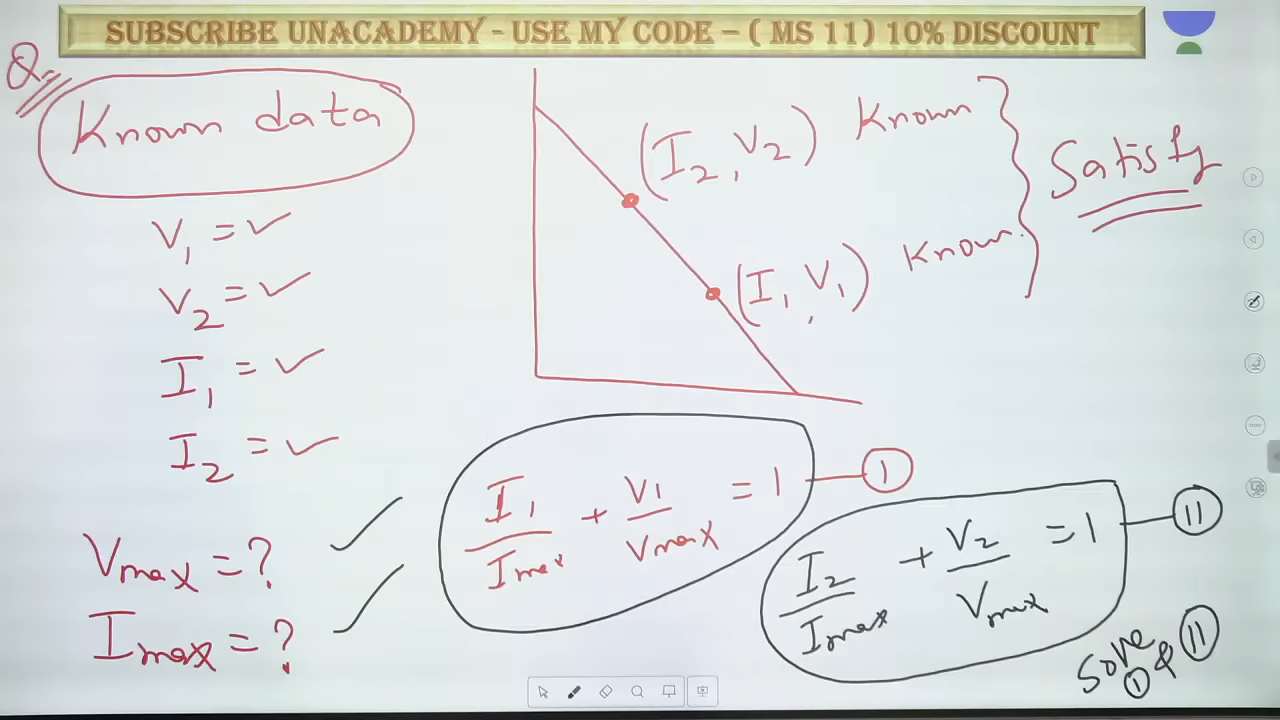 SUBSCRIBE UNACADEMY - USE MY CODE – ( MS 11) 10% DISCOUNT
Q.
Known data
V₁ = ✓
V₂ = ✓
I₁ = ✓
I₂ = ✓
Vmax = ?
Imax = ?
(I₂, V₂) Known
(I₁, V₁) Known.
Satisfy
I₁/Imax + V₁/Vmax = 1 — ①
I₂/Imax + V₂/Vmax = 1 — ⑪
Solve ① & ⑪